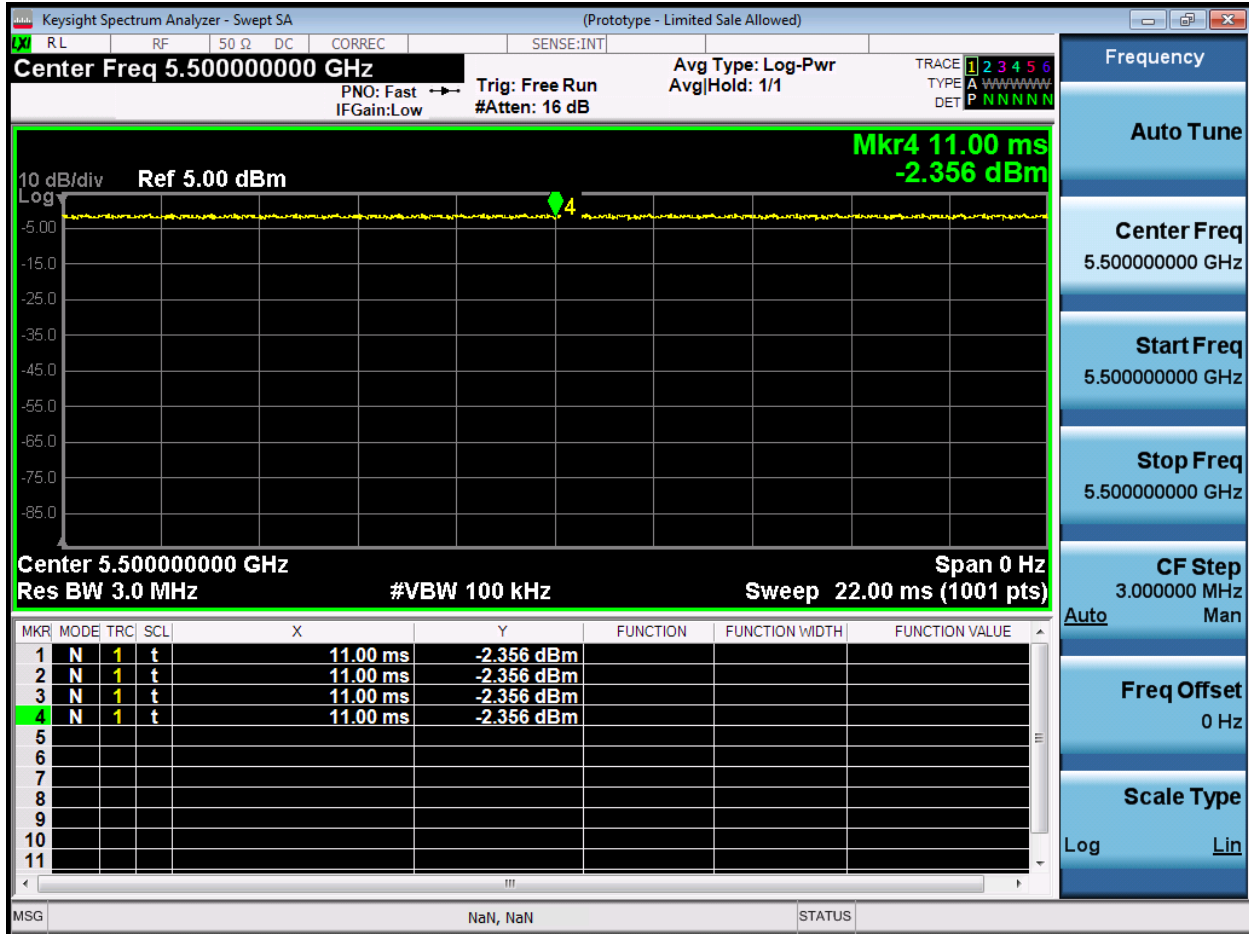 Keysight Spectrum Analyzer - Swept SA (Prototype - Limited Sale Allowed)
LXI RL RF 50 Ω DC CORREC SENSE:INT
Center Freq 5.500000000 GHz
PNO: Fast
IFGain:Low
Trig: Free Run
#Atten: 16 dB
Avg Type: Log-Pwr
Avg|Hold: 1/1
TRACE 1 2 3 4 5 6
TYPE A WWWWW
DET P N N N N N
Mkr4 11.00 ms
-2.356 dBm
10 dB/div Ref 5.00 dBm
Log
4
-5.00
-15.0
-25.0
-35.0
-45.0
-55.0
-65.0
-75.0
-85.0
Center 5.500000000 GHz Span 0 Hz
Res BW 3.0 MHz #VBW 100 kHz Sweep 22.00 ms (1001 pts)
MKR MODE TRC SCL X Y FUNCTION FUNCTION WIDTH FUNCTION VALUE
1 N 1 t 11.00 ms -2.356 dBm
2 N 1 t 11.00 ms -2.356 dBm
3 N 1 t 11.00 ms -2.356 dBm
4 N 1 t 11.00 ms -2.356 dBm
5
6
7
8
9
10
11
MSG NaN, NaN STATUS
Frequency
Auto Tune
Center Freq
5.500000000 GHz
Start Freq
5.500000000 GHz
Stop Freq
5.500000000 GHz
CF Step
3.000000 MHz
Auto Man
Freq Offset
0 Hz
Scale Type
Log Lin